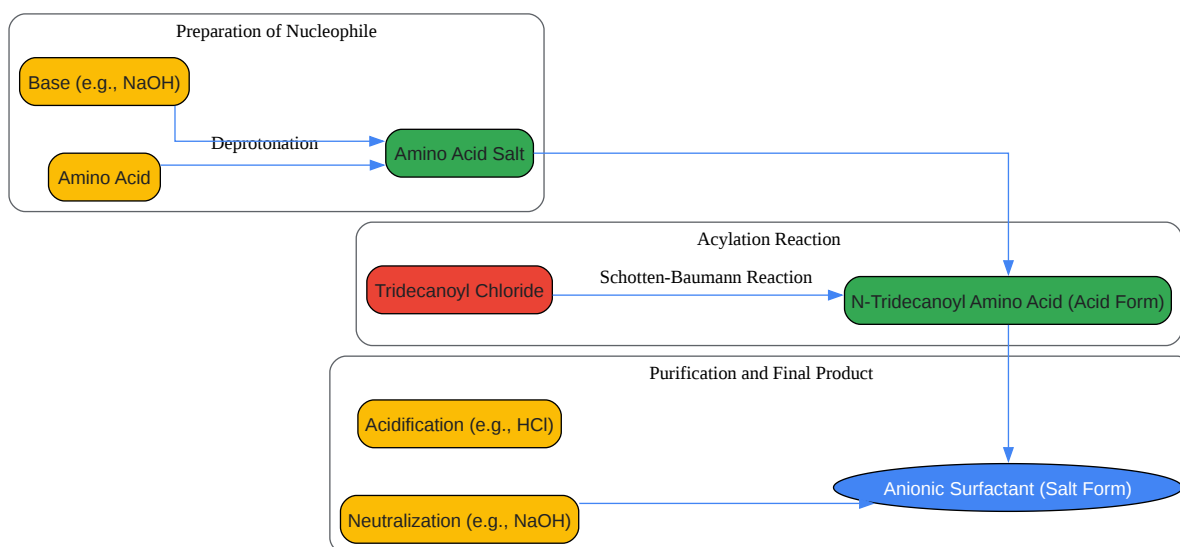 Preparation of Nucleophile
Base (e.g., NaOH)
Deprotonation
Amino Acid Salt
Amino Acid
Acylation Reaction
Schotten-Baumann Reaction
Tridecanoyl Chloride
N-Tridecanoyl Amino Acid (Acid Form)
Purification and Final Product
Acidification (e.g., HCl)
Anionic Surfactant (Salt Form)
Neutralization (e.g., NaOH)